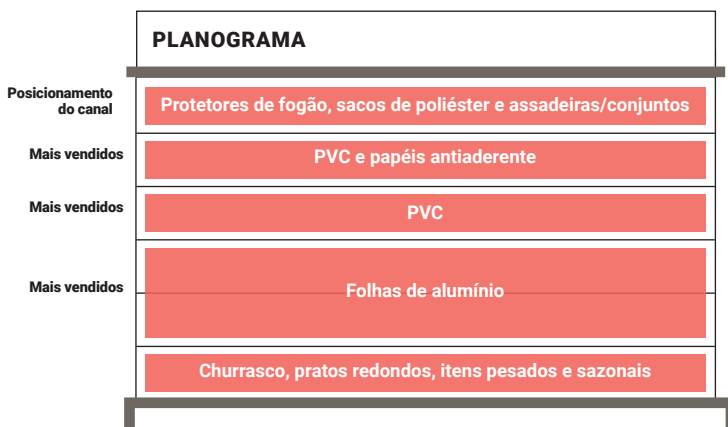 PLANOGRAMA
Posicionamento
do canal
Protetores de fogão, sacos de poliéster e assadeiras/conjuntos
Mais vendidos
PVC e papéis antiaderente
Mais vendidos
PVC
Mais vendidos
Folhas de alumínio
Churrasco, pratos redondos, itens pesados e sazonais